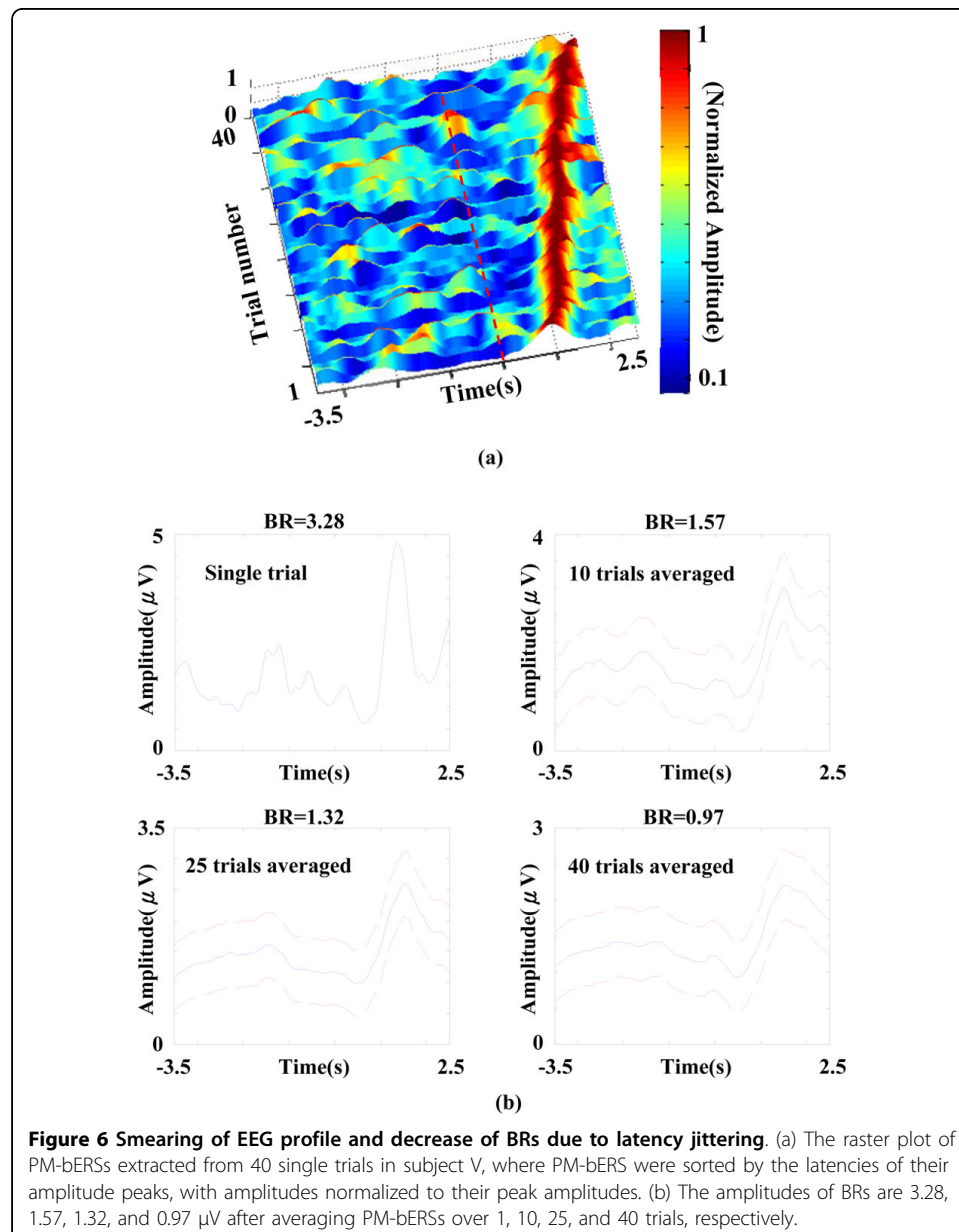 1
0
40
Trial number
1
-3.5
Time(s)
2.5
1
(Normalized Amplitude)
0.1
(a)
BR=3.28
5
Single trial
Amplitude(μV)
0
-3.5
Time(s)
2.5
BR=1.57
4
10 trials averaged
Amplitude(μV)
0
-3.5
Time(s)
2.5
BR=1.32
3.5
25 trials averaged
Amplitude(μV)
0
-3.5
Time(s)
2.5
BR=0.97
3
40 trials averaged
Amplitude(μV)
0
-3.5
Time(s)
2.5
(b)
Figure 6 Smearing of EEG profile and decrease of BRs due to latency jittering. (a) The raster plot of
PM-bERSs extracted from 40 single trials in subject V, where PM-bERS were sorted by the latencies of their
amplitude peaks, with amplitudes normalized to their peak amplitudes. (b) The amplitudes of BRs are 3.28,
1.57, 1.32, and 0.97 μV after averaging PM-bERSs over 1, 10, 25, and 40 trials, respectively.